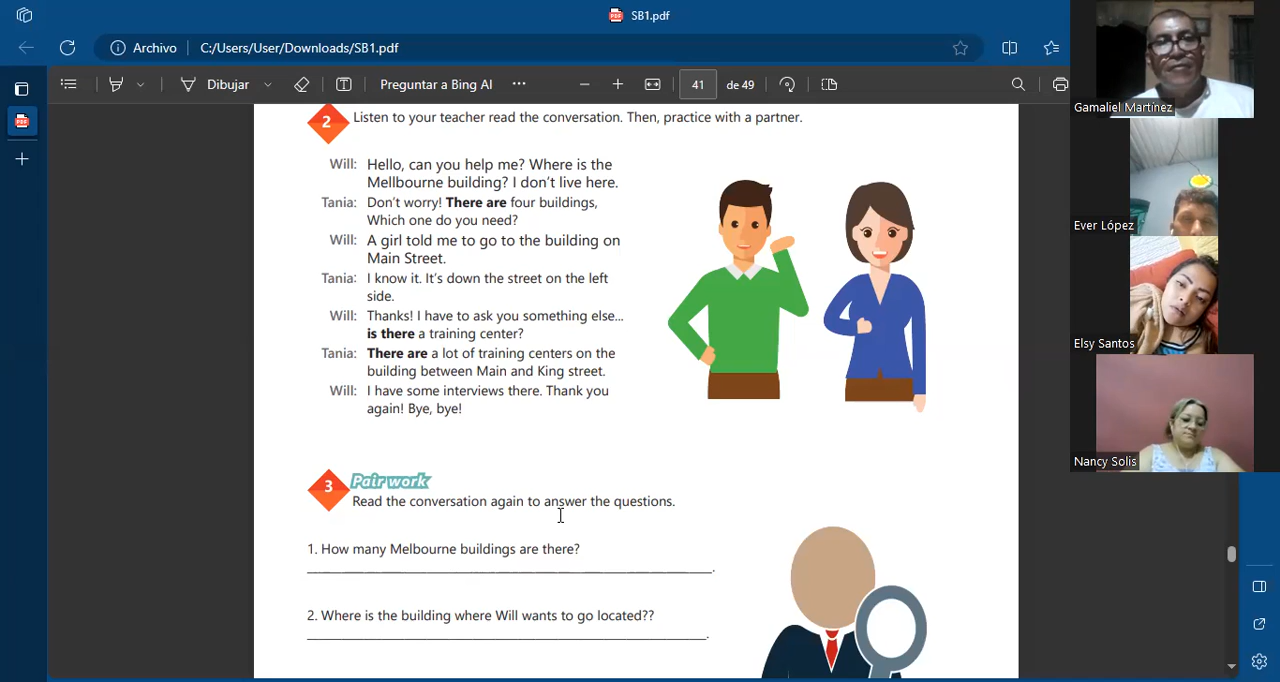 SB1.pdf
Archivo
C:/Users/User/Downloads/SB1.pdf
Dibujar
Preguntar a Bing AI
41
de 49
2
Listen to your teacher read the conversation. Then, practice with a partner.
Will: Hello, can you help me? Where is the
Mellbourne building? I don't live here.
Tania: Don't worry! There are four buildings,
Which one do you need?
Will: A girl told me to go to the building on
Main Street.
Tania: I know it. It's down the street on the left
side.
Will: Thanks! I have to ask you something else...
is there a training center?
Tania: There are a lot of training centers on the
building between Main and King street.
Will: I have some interviews there. Thank you
again! Bye, bye!
3
Pair work
Read the conversation again to answer the questions.
1. How many Melbourne buildings are there?
2. Where is the building where Will wants to go located??
Gamaliel Martínez
Ever López
Elsy Santos
Nancy Solis